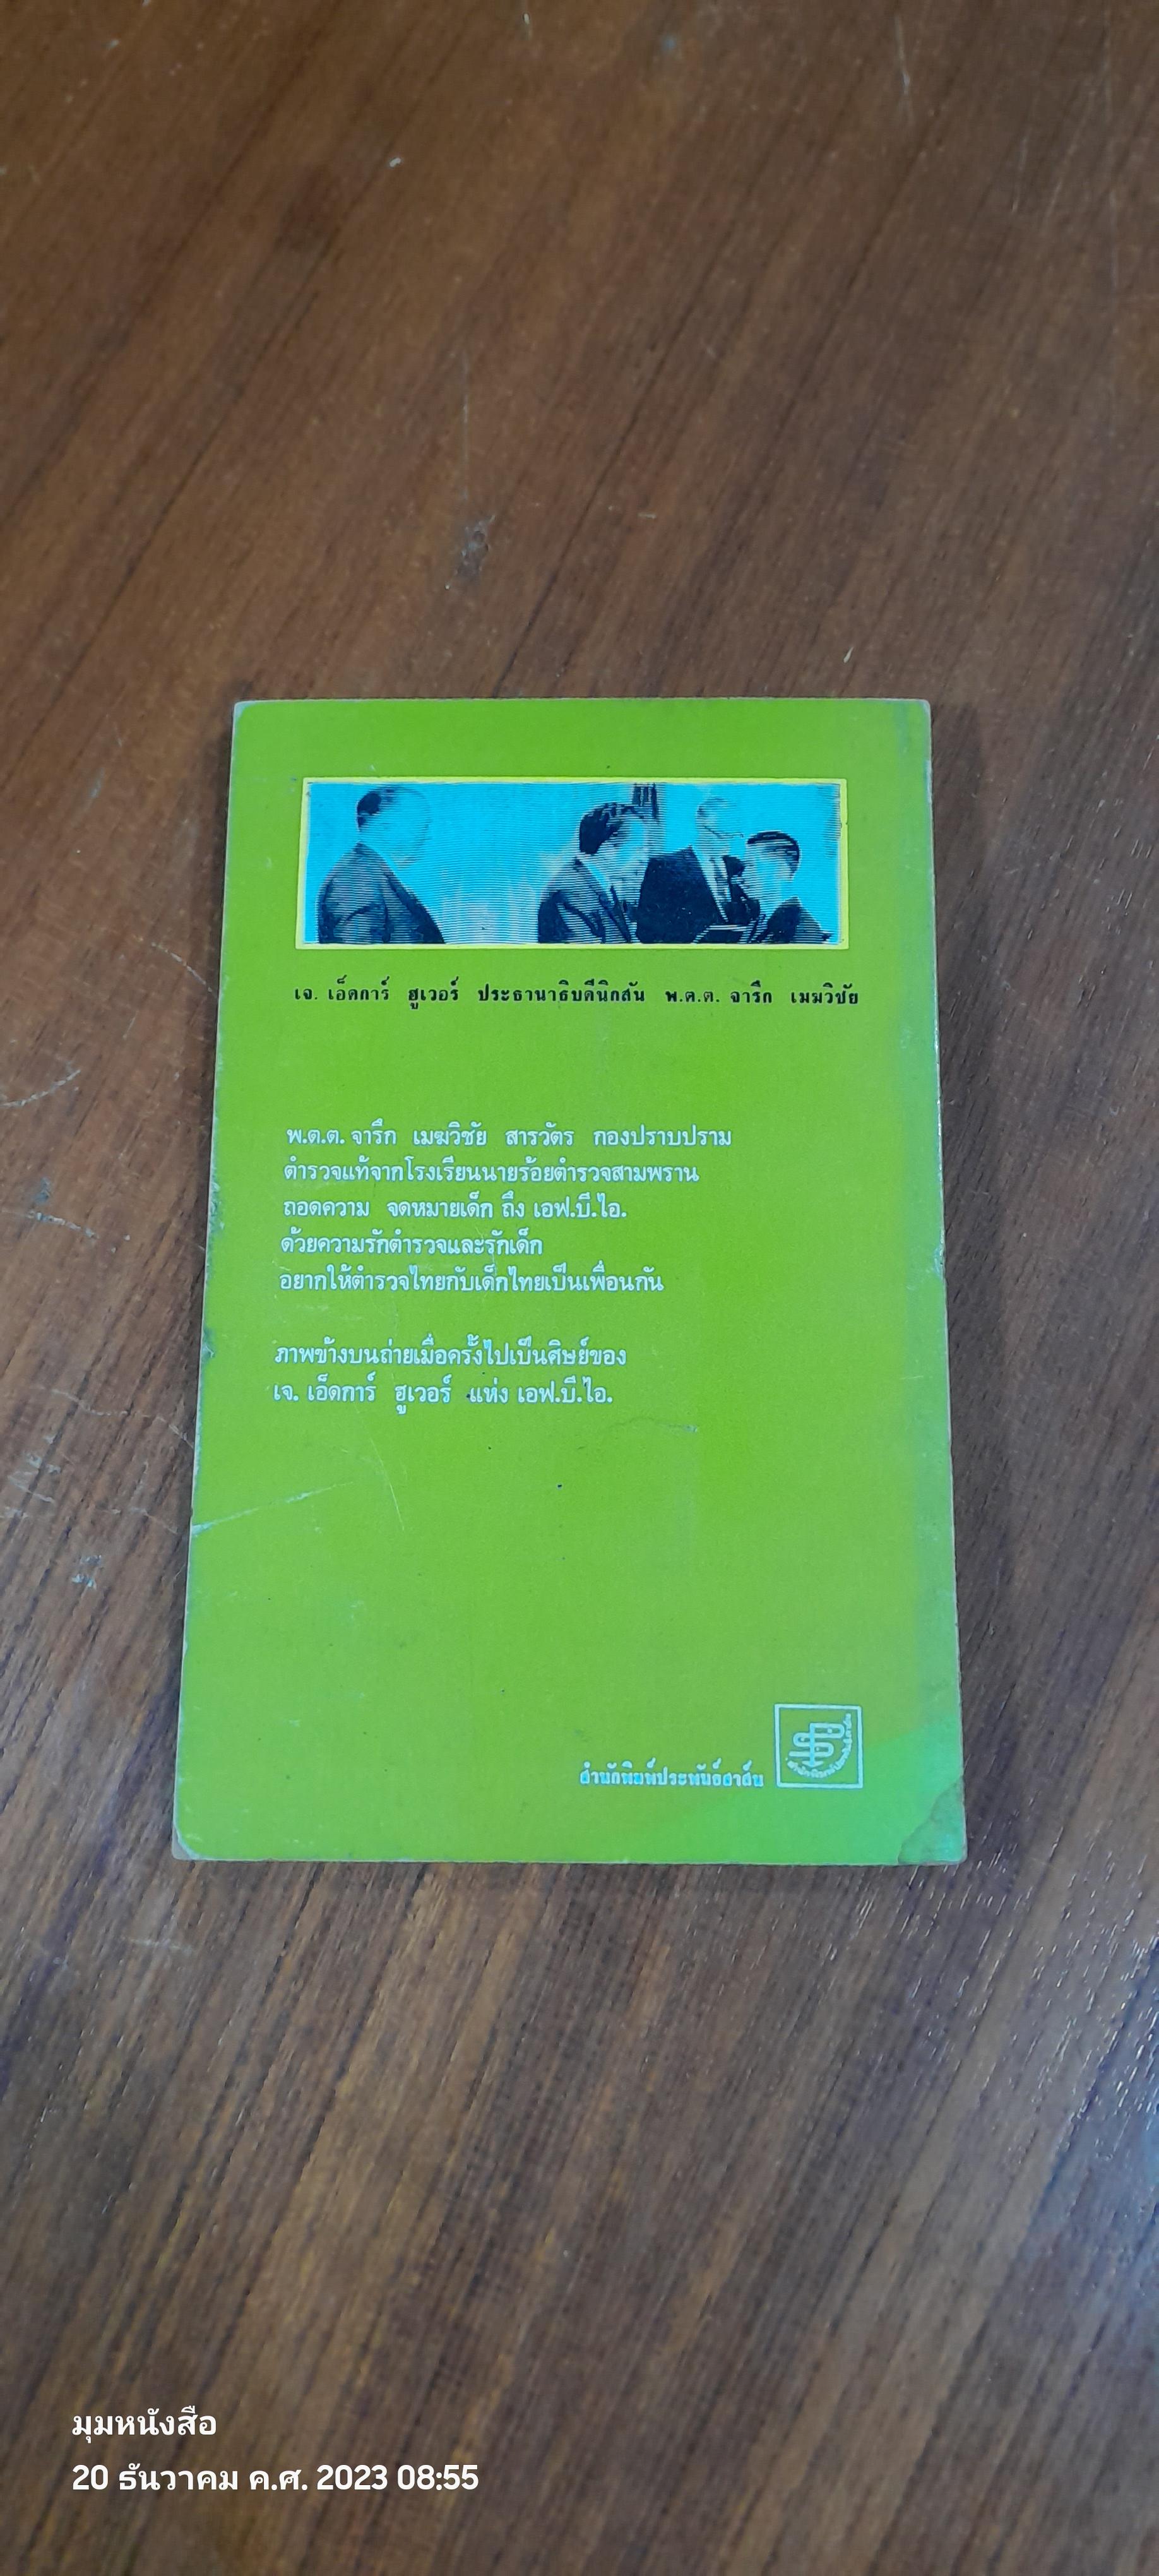 เจ. เอ็ดการ์ ฮูเวอร์ ประธานาธิบดีนิกสัน พ.ต.ต. จารึก เมฆวิชัย
พ.ต.ต. จารึก เมฆวิชัย สารวัตร กองปราบปราม
ตำรวจแท้จากโรงเรียนนายร้อยตำรวจสามพราน
ถอดความ จดหมายเด็ก ถึง เอฟ.บี.ไอ.
ด้วยความรักตำรวจและรักเด็ก
อยากให้ตำรวจไทยกับเด็กไทยเป็นเพื่อนกัน
ภาพข้างบนถ่ายเมื่อครั้งไปเป็นศิษย์ของ
เจ. เอ็ดการ์ ฮูเวอร์ แห่ง เอฟ.บี.ไอ.
สำนักพิมพ์ประพันธ์สาส์น
มุมหนังสือ
20 ธันวาคม ค.ศ. 2023 08:55